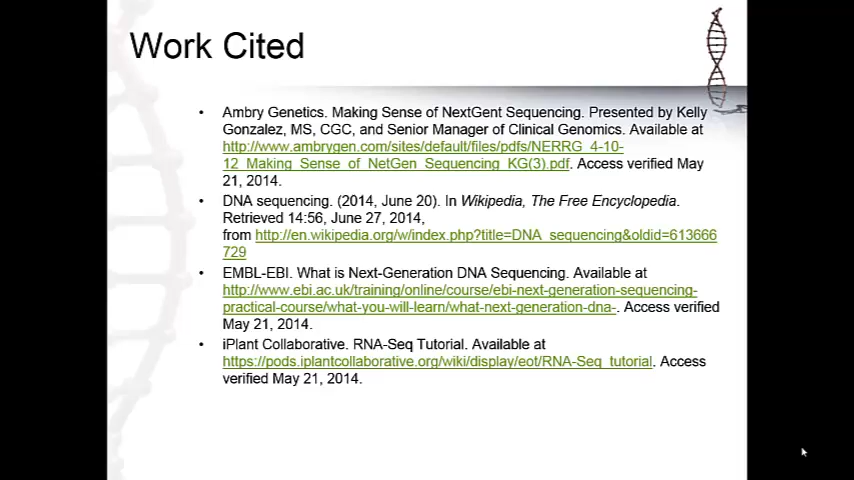 Work Cited
• Ambry Genetics. Making Sense of NextGent Sequencing. Presented by Kelly
Gonzalez, MS, CGC, and Senior Manager of Clinical Genomics. Available at
http://www.ambrygen.com/sites/default/files/pdfs/NERRG_4-10-
12_Making_Sense_of_NetGen_Sequencing_KG(3).pdf. Access verified May
21, 2014.
• DNA sequencing. (2014, June 20). In Wikipedia, The Free Encyclopedia.
Retrieved 14:56, June 27, 2014,
from http://en.wikipedia.org/w/index.php?title=DNA_sequencing&oldid=613666
729
• EMBL-EBI. What is Next-Generation DNA Sequencing. Available at
http://www.ebi.ac.uk/training/online/course/ebi-next-generation-sequencing-
practical-course/what-you-will-learn/what-next-generation-dna-. Access verified
May 21, 2014.
• iPlant Collaborative. RNA-Seq Tutorial. Available at
https://pods.iplantcollaborative.org/wiki/display/eot/RNA-Seq_tutorial. Access
verified May 21, 2014.